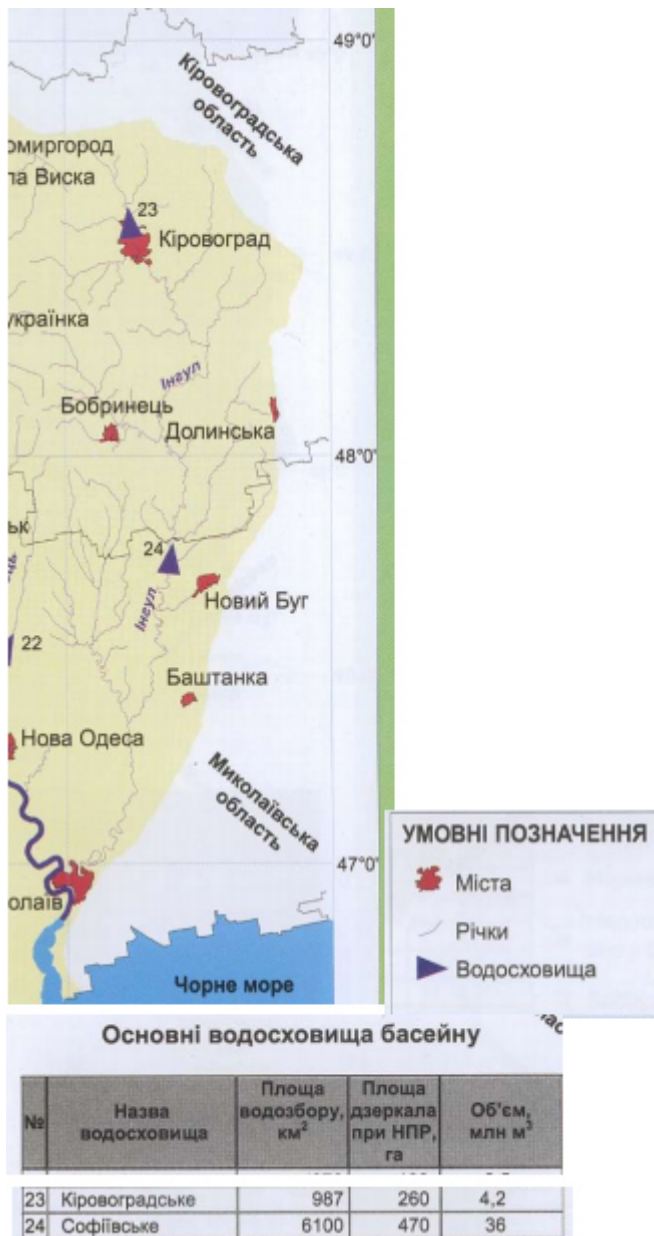 49°0'
Кіровоградська
область
омиргород
ла Виска
23
Кіровоград
українка
Інгул
Бобринець
Долинська
48°0'
ьк
24
Новий Буг
Інгул
22
Баштанка
Нова Одеса
Миколаївська
область
47°0'
олаїв
Чорне море
УМОВНІ ПОЗНАЧЕННЯ
Міста
Річки
Водосховища
Основні водосховища басейну
№ Назва водосховища Площа водозбору, км² Площа дзеркала при НПР, га Об'єм, млн м³
23 Кіровоградське 987 260 4,2
24 Софіївське 6100 470 36